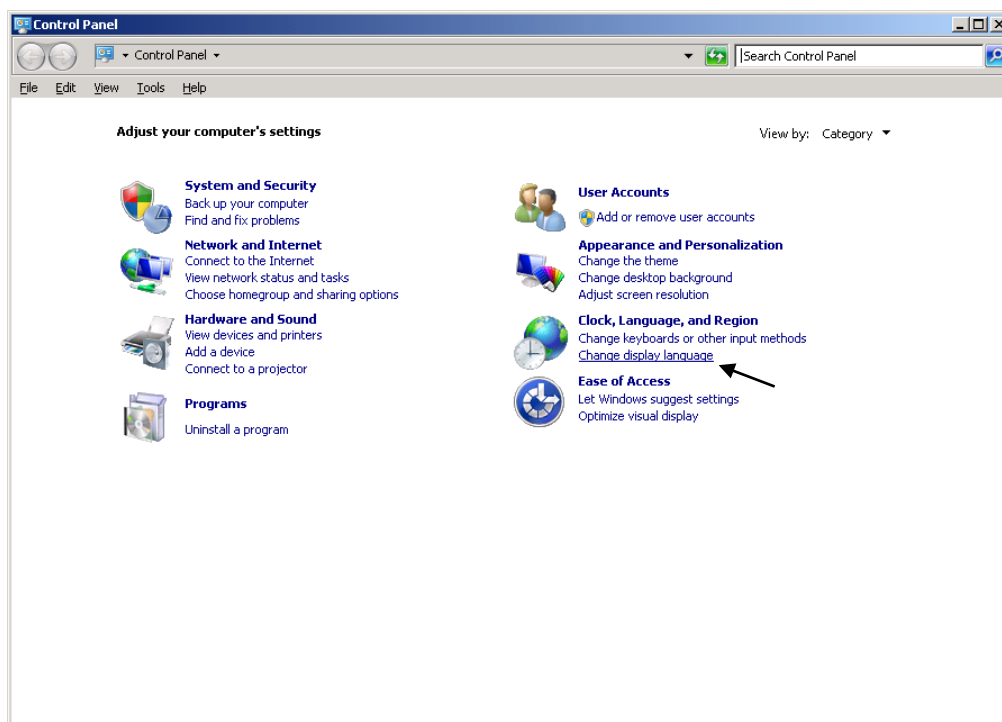 Control Panel
Control Panel
Search Control Panel
File Edit View Tools Help
Adjust your computer's settings
View by: Category
System and Security
Back up your computer
Find and fix problems
Network and Internet
Connect to the Internet
View network status and tasks
Choose homegroup and sharing options
Hardware and Sound
View devices and printers
Add a device
Connect to a projector
Programs
Uninstall a program
User Accounts
Add or remove user accounts
Appearance and Personalization
Change the theme
Change desktop background
Adjust screen resolution
Clock, Language, and Region
Change keyboards or other input methods
Change display language
Ease of Access
Let Windows suggest settings
Optimize visual display